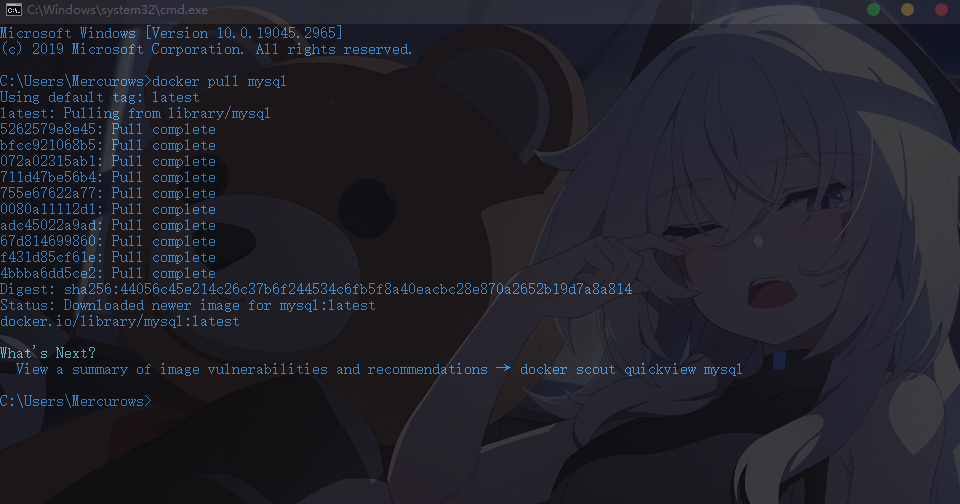 C:\Windows\system32\cmd.exe
Microsoft Windows [Version 10.0.19045.2965]
(c) 2019 Microsoft Corporation. All rights reserved.
C:\Users\Mercurows>docker pull mysql
Using default tag: latest
latest: Pulling from library/mysql
5262579e8e45: Pull complete
bfcc921068b5: Pull complete
072a02315ab1: Pull complete
711d47be56b4: Pull complete
755e67622a77: Pull complete
0080a11112d1: Pull complete
adc45022a9ad: Pull complete
67d814699860: Pull complete
f431d85cf61e: Pull complete
4bbba6dd5ce2: Pull complete
Digest: sha256:44056c45e214c26c37b6f244534c6fb5f8a40eacbc28e870a2652b19d7a8a814
Status: Downloaded newer image for mysql:latest
docker.io/library/mysql:latest
What's Next?
View a summary of image vulnerabilities and recommendations → docker scout quickview mysql
C:\Users\Mercurows>